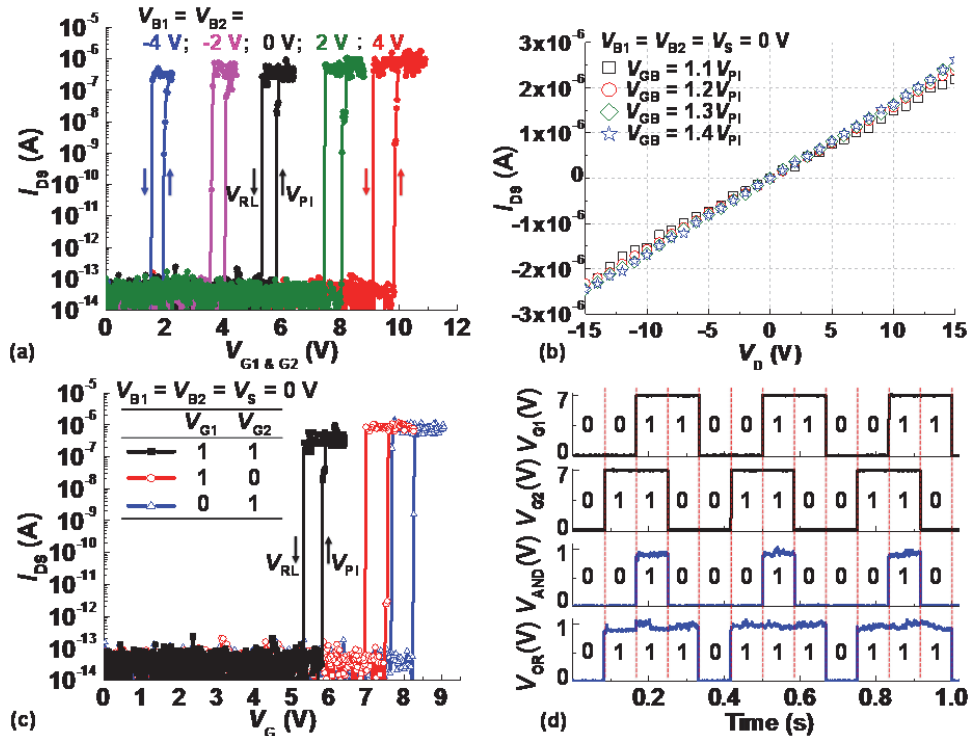 V_B1 = V_B2 =
-4 V; -2 V; 0 V; 2 V; 4 V
10^-5
10^-6
10^-7
10^-8
10^-9
10^-10
10^-11
10^-12
10^-13
10^-14
I_DS (A)
V_RL
V_PI
0 2 4 6 8 10 12
V_G1 & G2 (V)
(a)
3x10^-6
2x10^-6
1x10^-6
0
-1x10^-6
-2x10^-6
-3x10^-6
I_DS (A)
V_B1 = V_B2 = V_S = 0 V
V_GB = 1.1V_PI
V_GB = 1.2V_PI
V_GB = 1.3V_PI
V_GB = 1.4V_PI
-15 -10 -5 0 5 10 15
V_D (V)
(b)
V_B1 = V_B2 = V_S = 0 V
V_G1 V_G2
1 1
1 0
0 1
10^-5
10^-6
10^-7
10^-8
10^-9
10^-10
10^-11
10^-12
10^-13
10^-14
I_DS (A)
V_RL
V_PI
0 1 2 3 4 5 6 7 8 9
V_G (V)
(c)
V_G1 (V)
7
0
0 0 1 1 0 0 1 1 0 0 1 1
V_G2 (V)
7
0
0 1 1 0 0 1 1 0 0 1 1 0
V_AND (V)
1
0
0 0 1 0 0 0 1 0 0 0 1 0
V_OR (V)
1
0
0 1 1 1 0 1 1 1 0 1 1 1
0.2 0.4 0.6 0.8 1.0
Time (s)
(d)